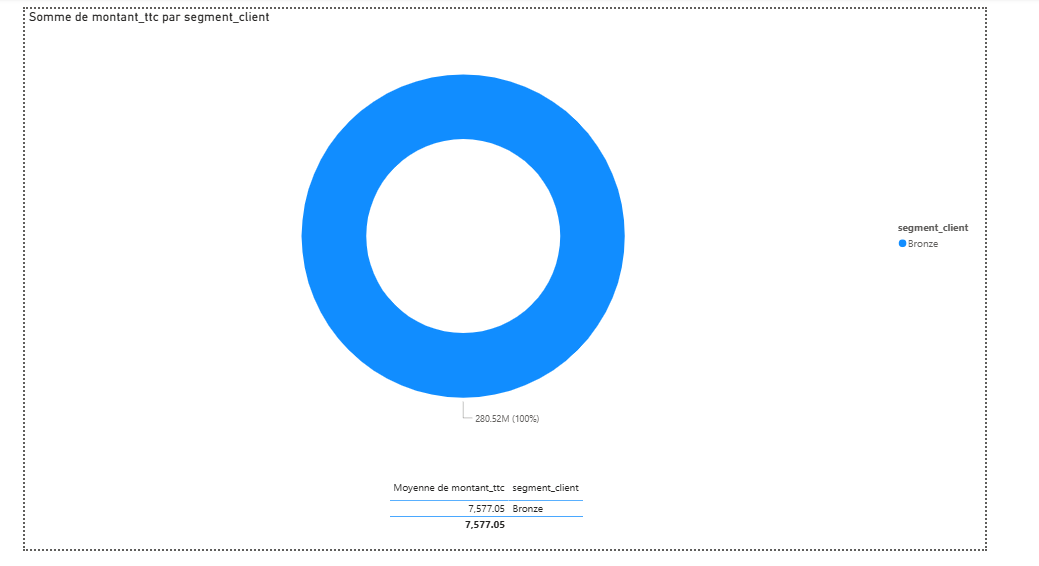 Somme de montant_ttc par segment_client
segment_client
Bronze
280.52M (100%)
Moyenne de montant_ttc segment_client
7,577.05 Bronze
7,577.05